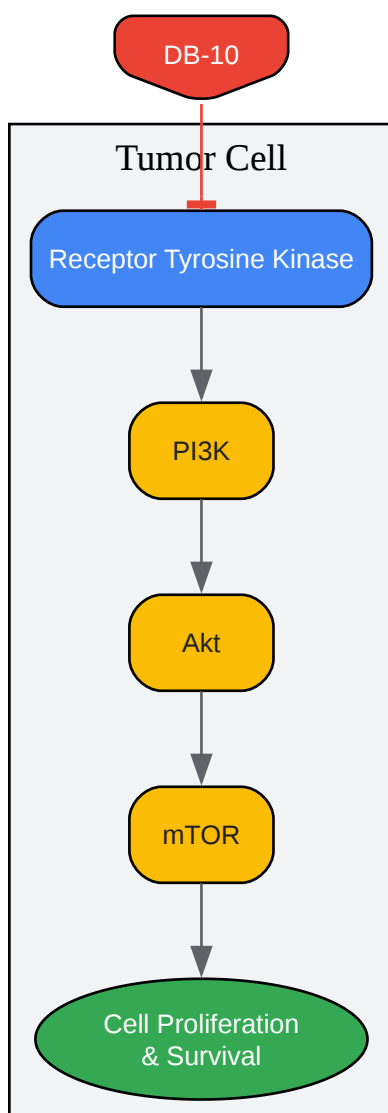 DB-10
Tumor Cell
Receptor Tyrosine Kinase
PI3K
Akt
mTOR
Cell Proliferation
& Survival